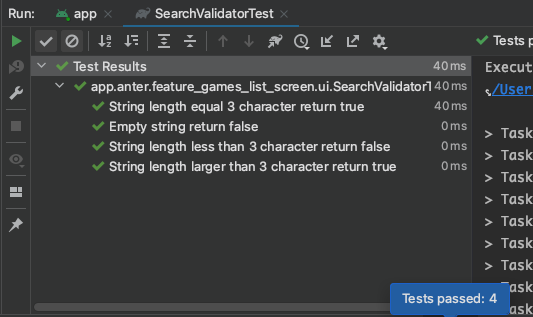 Run: app × SearchValidatorTest ×
Tests p
Test Results 40 ms
app.anter.feature_games_list_screen.ui.SearchValidatorT 40 ms
String length equal 3 character return true 40 ms
Empty string return false 0 ms
String length less than 3 character return false 0 ms
String length larger than 3 character return true 0 ms
Execut
/User
> Task
> Task
> Task
> Task
> Task
> Task
> Task
> Task
> Task
Tests passed: 4